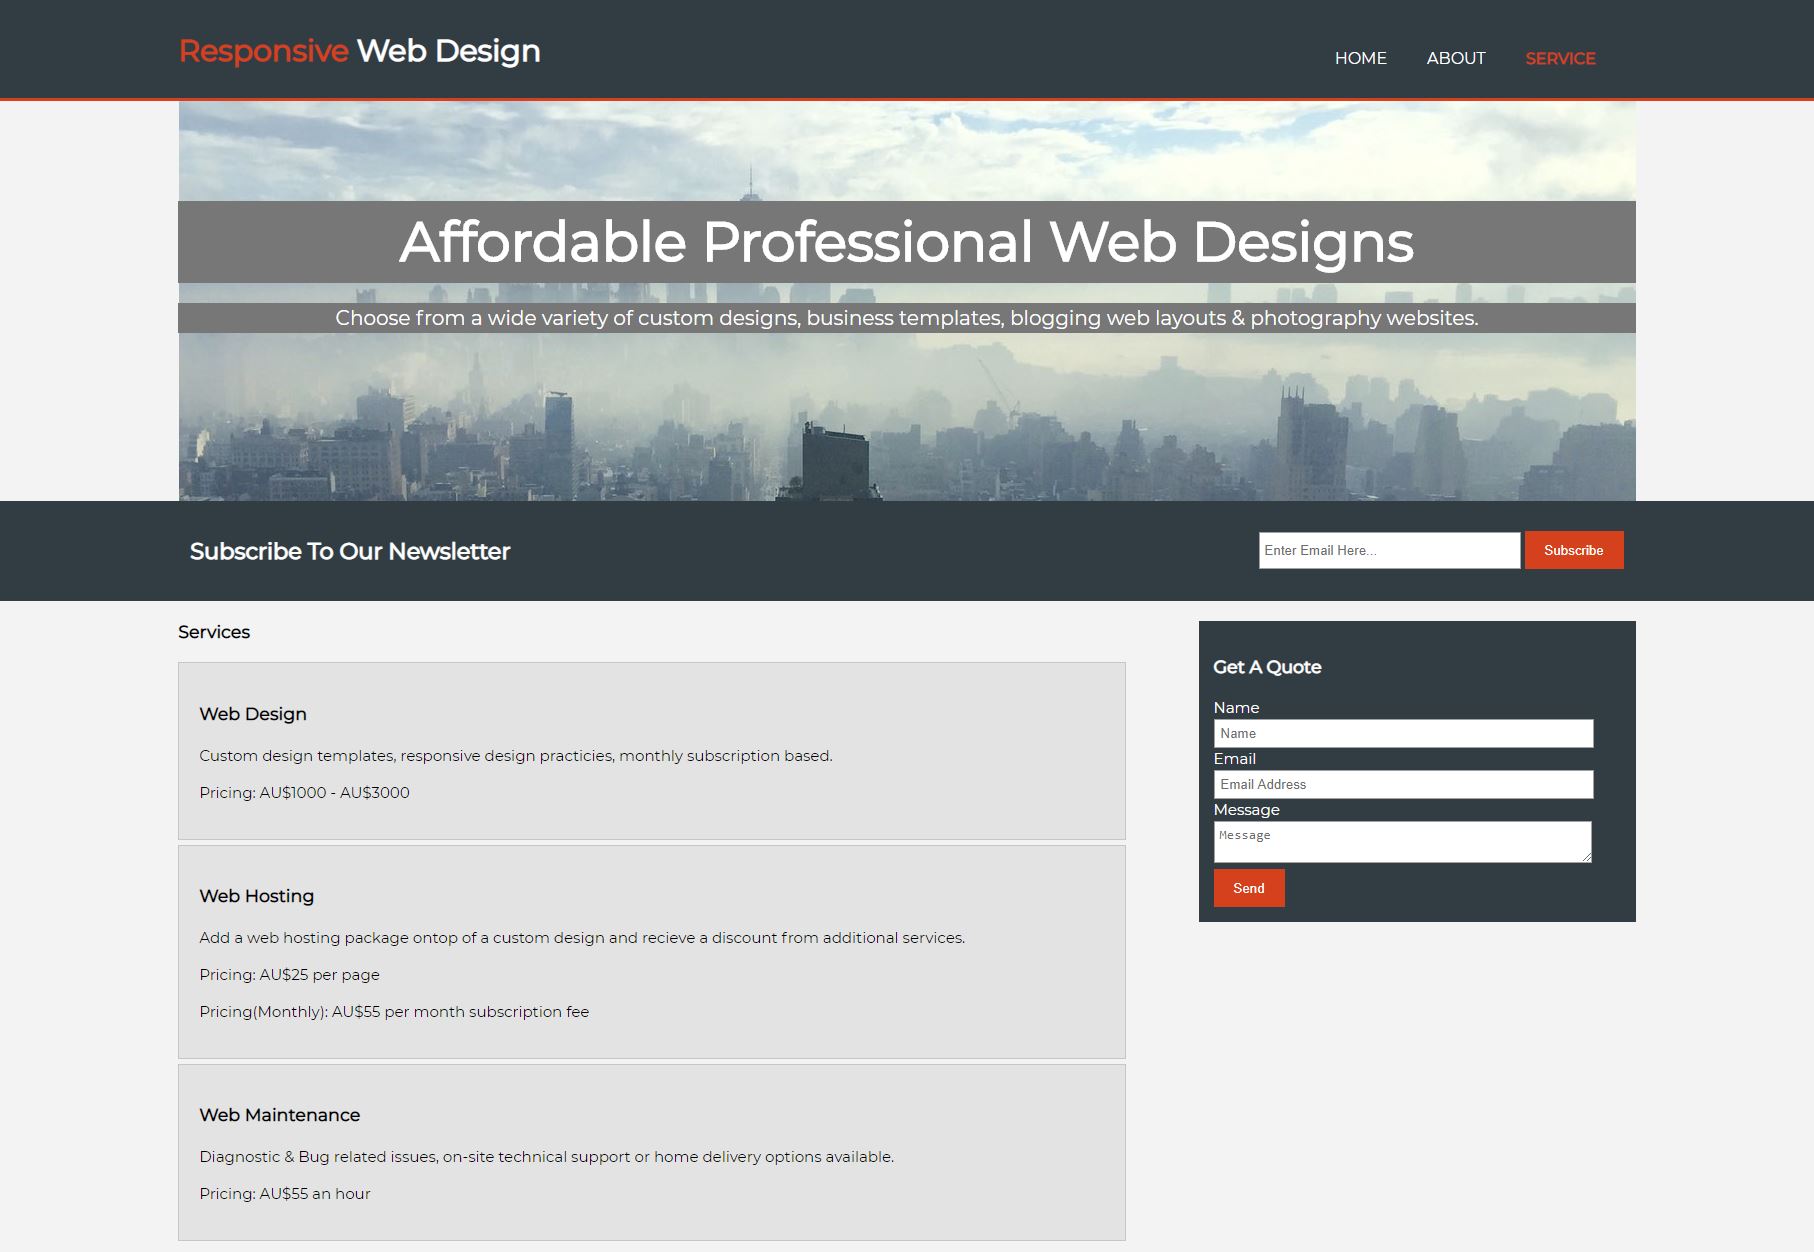 Responsive Web Design
HOME ABOUT SERVICE
Affordable Professional Web Designs
Choose from a wide variety of custom designs, business templates, blogging web layouts & photography websites.
Subscribe To Our Newsletter
Enter Email Here...
Subscribe
Services
Web Design
Custom design templates, responsive design practicies, monthly subscription based.
Pricing: AU$1000 - AU$3000
Web Hosting
Add a web hosting package ontop of a custom design and recieve a discount from additional services.
Pricing: AU$25 per page
Pricing(Monthly): AU$55 per month subscription fee
Web Maintenance
Diagnostic & Bug related issues, on-site technical support or home delivery options available.
Pricing: AU$55 an hour
Get A Quote
Name
Name
Email
Email Address
Message
Message
Send